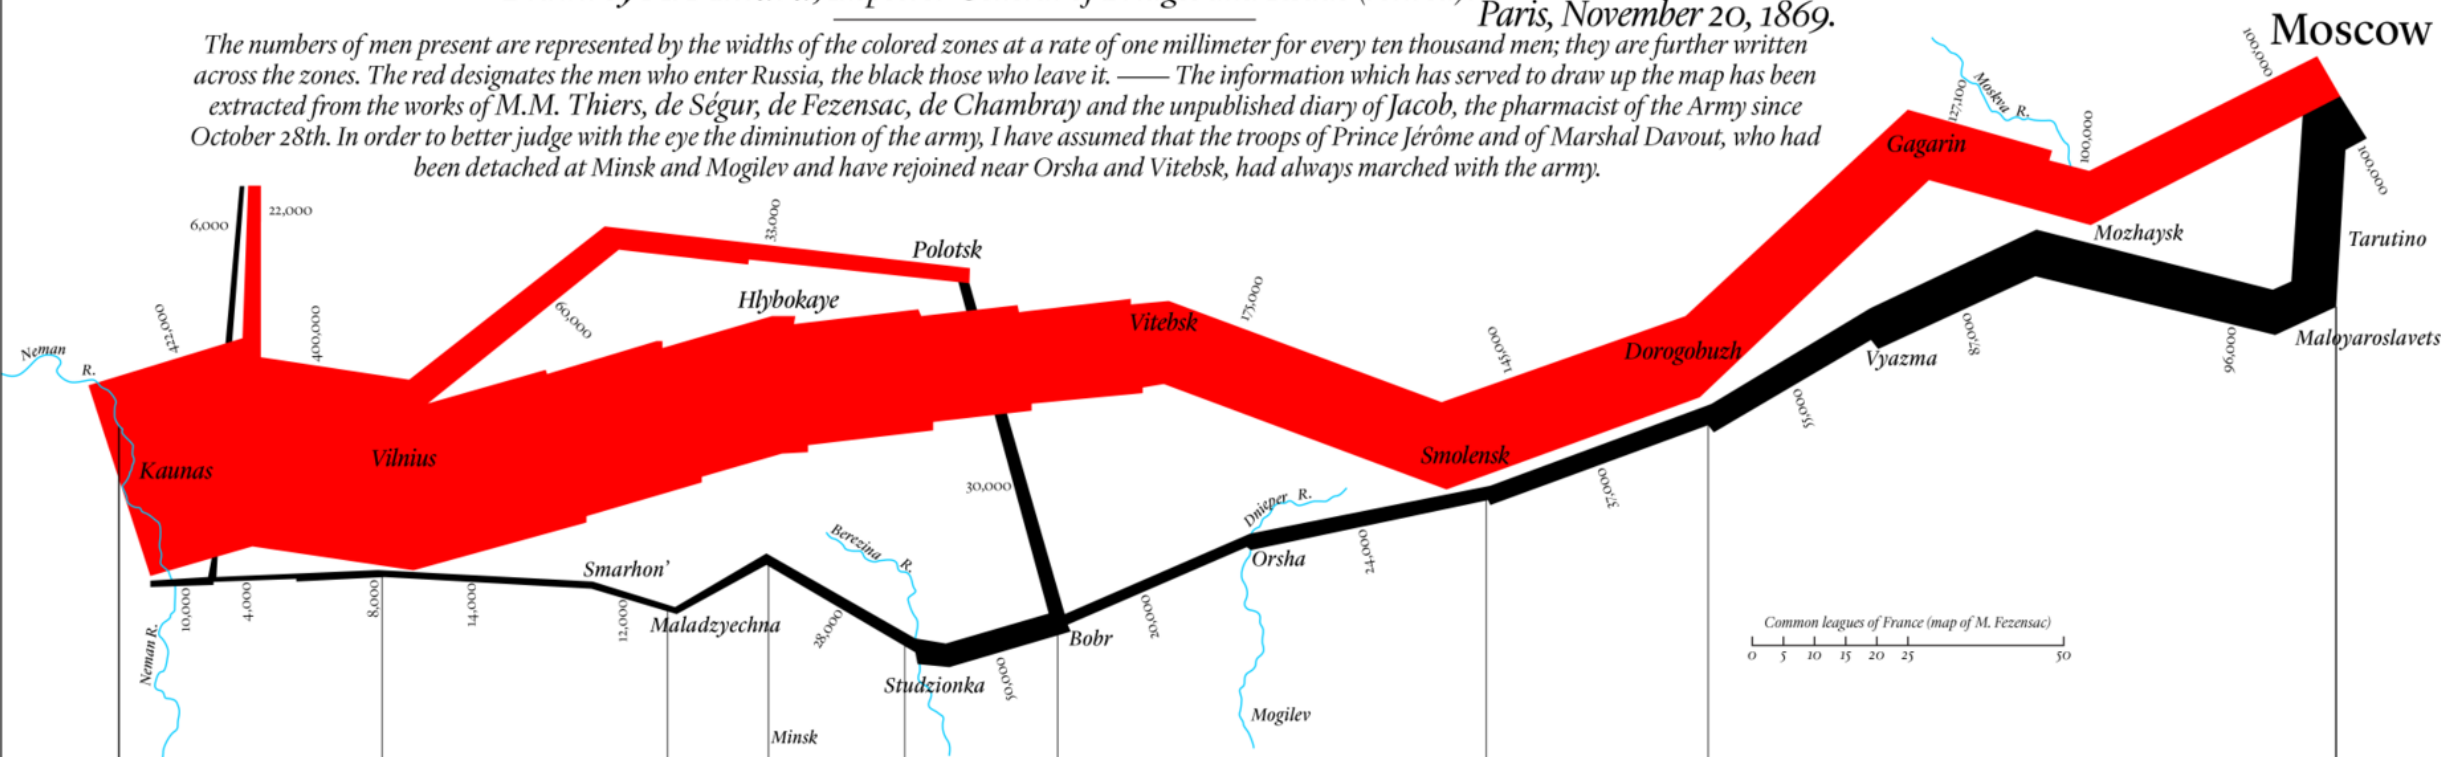 Paris, November 20, 1869.
Moscow
The numbers of men present are represented by the widths of the colored zones at a rate of one millimeter for every ten thousand men; they are further written
across the zones. The red designates the men who enter Russia, the black those who leave it. —— The information which has served to draw up the map has been
extracted from the works of M.M. Thiers, de Ségur, de Fezensac, de Chambray and the unpublished diary of Jacob, the pharmacist of the Army since
October 28th. In order to better judge with the eye the diminution of the army, I have assumed that the troops of Prince Jérôme and of Marshal Davout, who had
been detached at Minsk and Mogilev and have rejoined near Orsha and Vitebsk, had always marched with the army.
100,000
127,100
Moskva R.
100,000
Gagarin
100,000
6,000
22,000
33,000
Polotsk
Mozhaysk
Tarutino
422,000
400,000
60,000
Hlybokaye
175,000
Vitebsk
145,000
Dorogobuzh
Vyazma
87,000
96,000
Maloyaroslavets
Neman R.
55,000
Kaunas
Vilnius
Smolensk
30,000
37,000
Dnieper R.
Berezina R.
Orsha
24,000
Smarhon'
10,000
4,000
8,000
14,000
12,000
Maladzyechna
28,000
Bobr
20,000
Neman R.
Studzionka
50,000
Common leagues of France (map of M. Fezensac)
0 5 10 15 20 25 50
Mogilev
Minsk